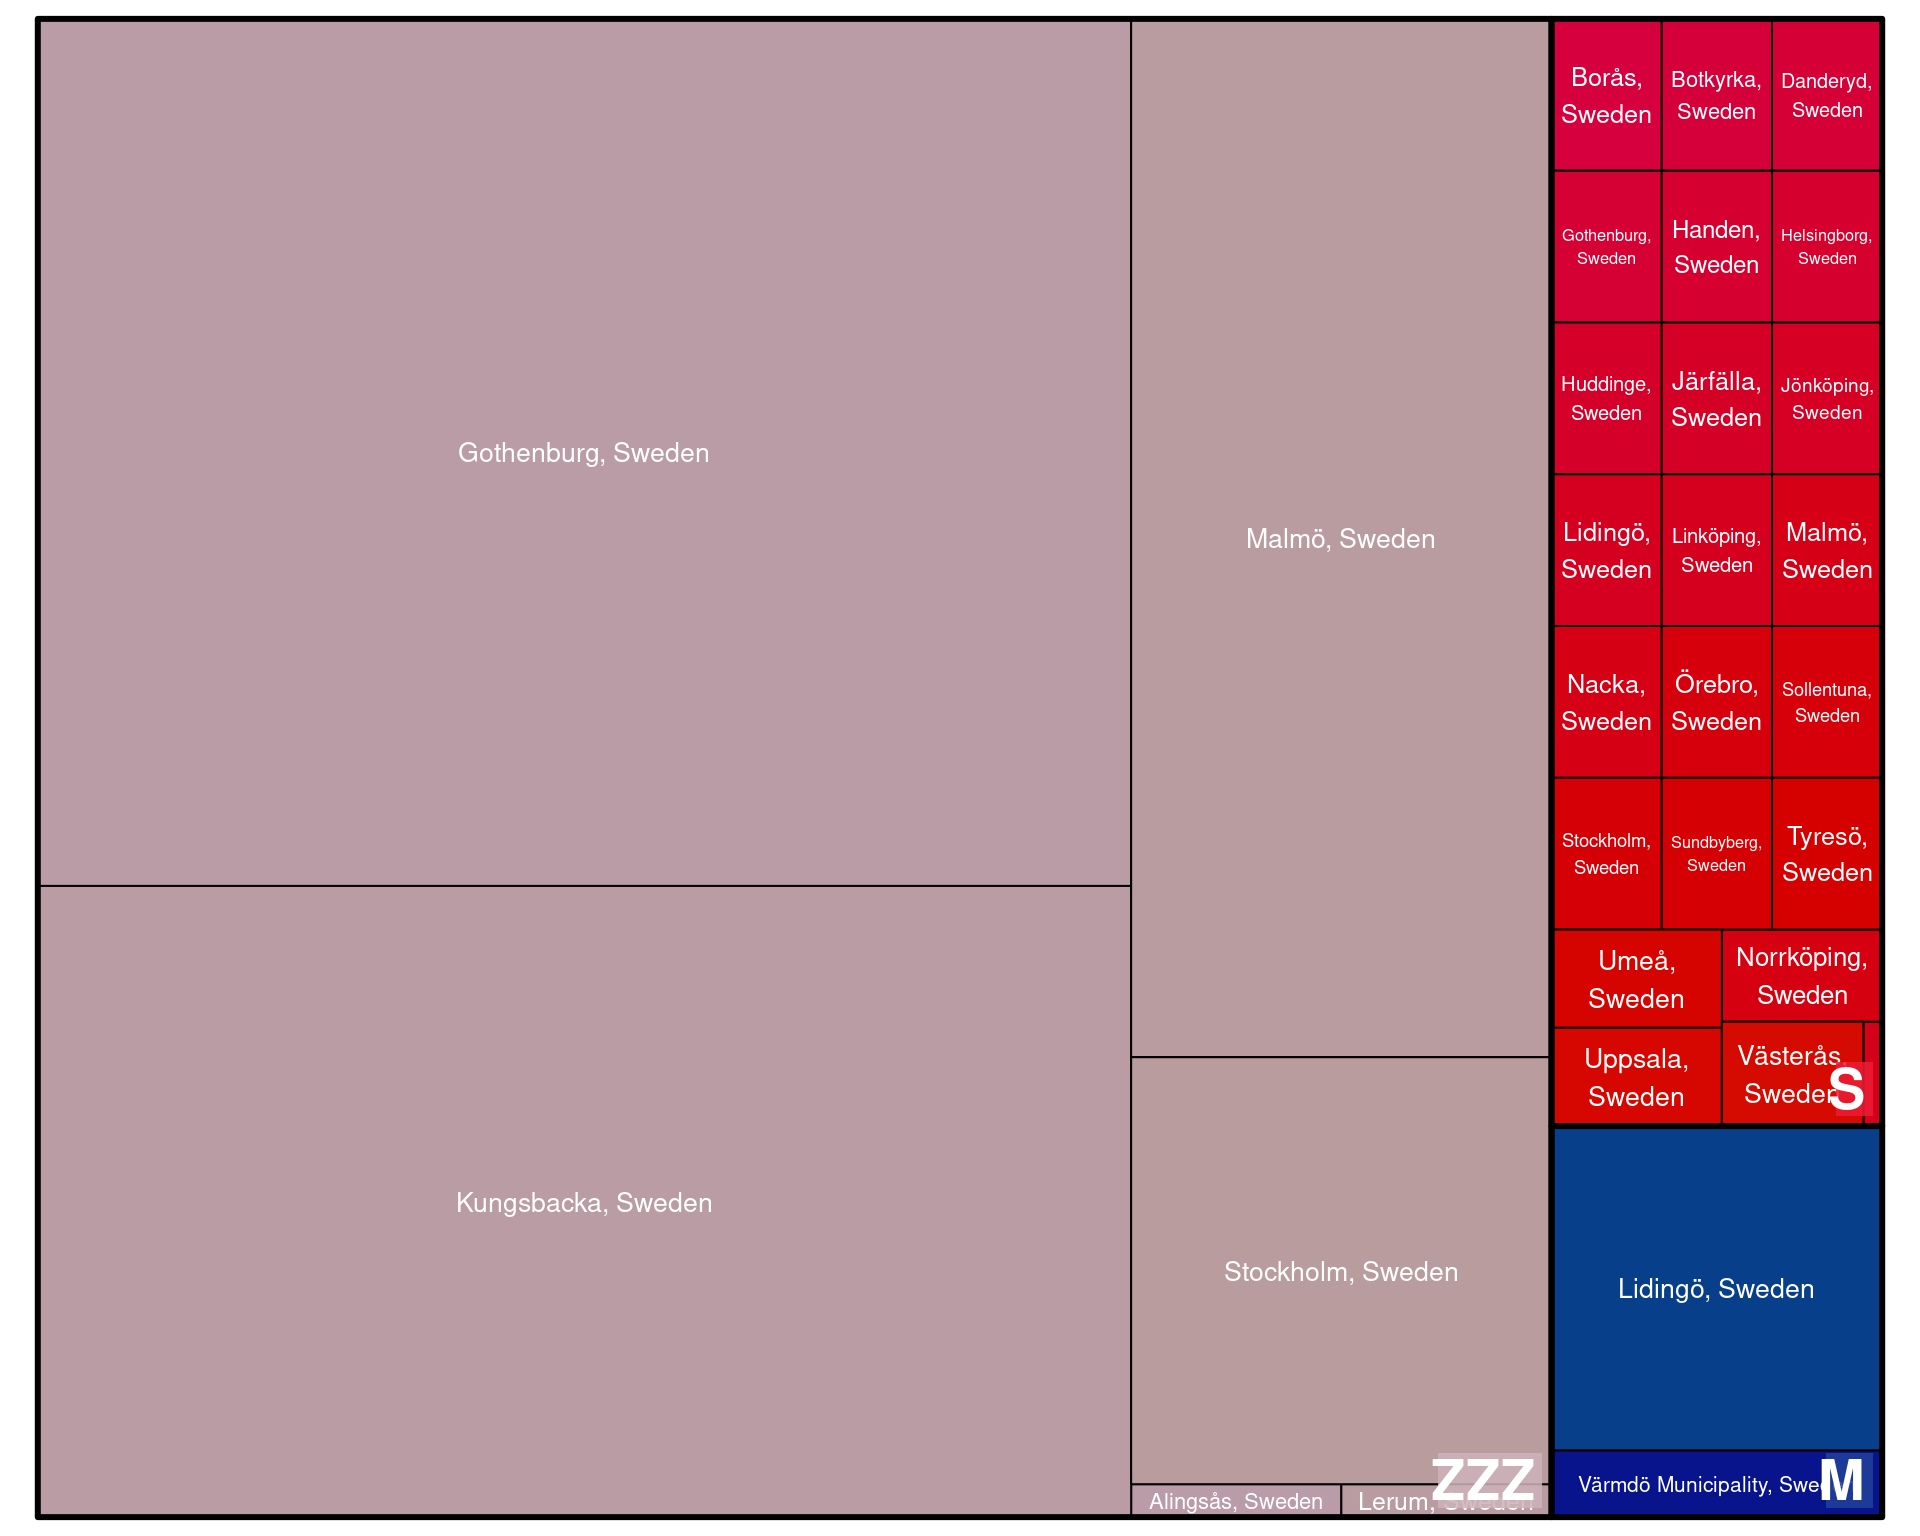 Gothenburg, Sweden
Kungsbacka, Sweden
Malmö, Sweden
Stockholm, Sweden
Alingsås, Sweden
Lerum, Sweden
ZZZ
Borås,
Sweden
Botkyrka,
Sweden
Danderyd,
Sweden
Gothenburg,
Sweden
Handen,
Sweden
Helsingborg,
Sweden
Huddinge,
Sweden
Järfälla,
Sweden
Jönköping,
Sweden
Lidingö,
Sweden
Linköping,
Sweden
Malmö,
Sweden
Nacka,
Sweden
Örebro,
Sweden
Sollentuna,
Sweden
Stockholm,
Sweden
Sundbyberg,
Sweden
Tyresö,
Sweden
Umeå,
Sweden
Norrköping,
Sweden
Uppsala,
Sweden
Västerås,
Sweden
S
Lidingö, Sweden
Värmdö Municipality, Sweden
M